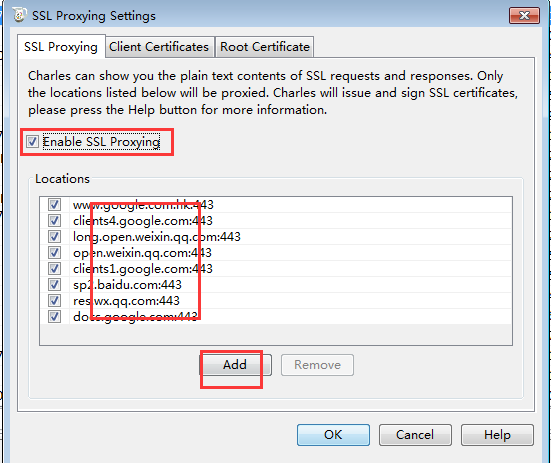 SSL Proxying Settings
SSL Proxying Client Certificates Root Certificate
Charles can show you the plain text contents of SSL requests and responses. Only
the locations listed below will be proxied. Charles will issue and sign SSL certificates,
please press the Help button for more information.
Enable SSL Proxying
Locations
www.google.com.hk:443
clients4.google.com:443
long.open.weixin.qq.com:443
open.weixin.qq.com:443
clients1.google.com:443
sp2.baidu.com:443
res.wx.qq.com:443
docs.google.com:443
Add Remove
OK Cancel Help